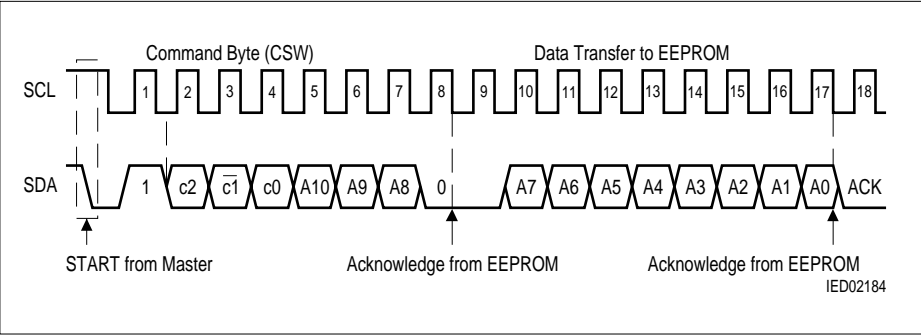 Command Byte (CSW) Data Transfer to EEPROM
SCL 1 2 3 4 5 6 7 8 9 10 11 12 13 14 15 16 17 18
SDA 1 c2 c̅1̅ c0 A10 A9 A8 0 A7 A6 A5 A4 A3 A2 A1 A0 ACK
START from Master Acknowledge from EEPROM Acknowledge from EEPROM
IED02184